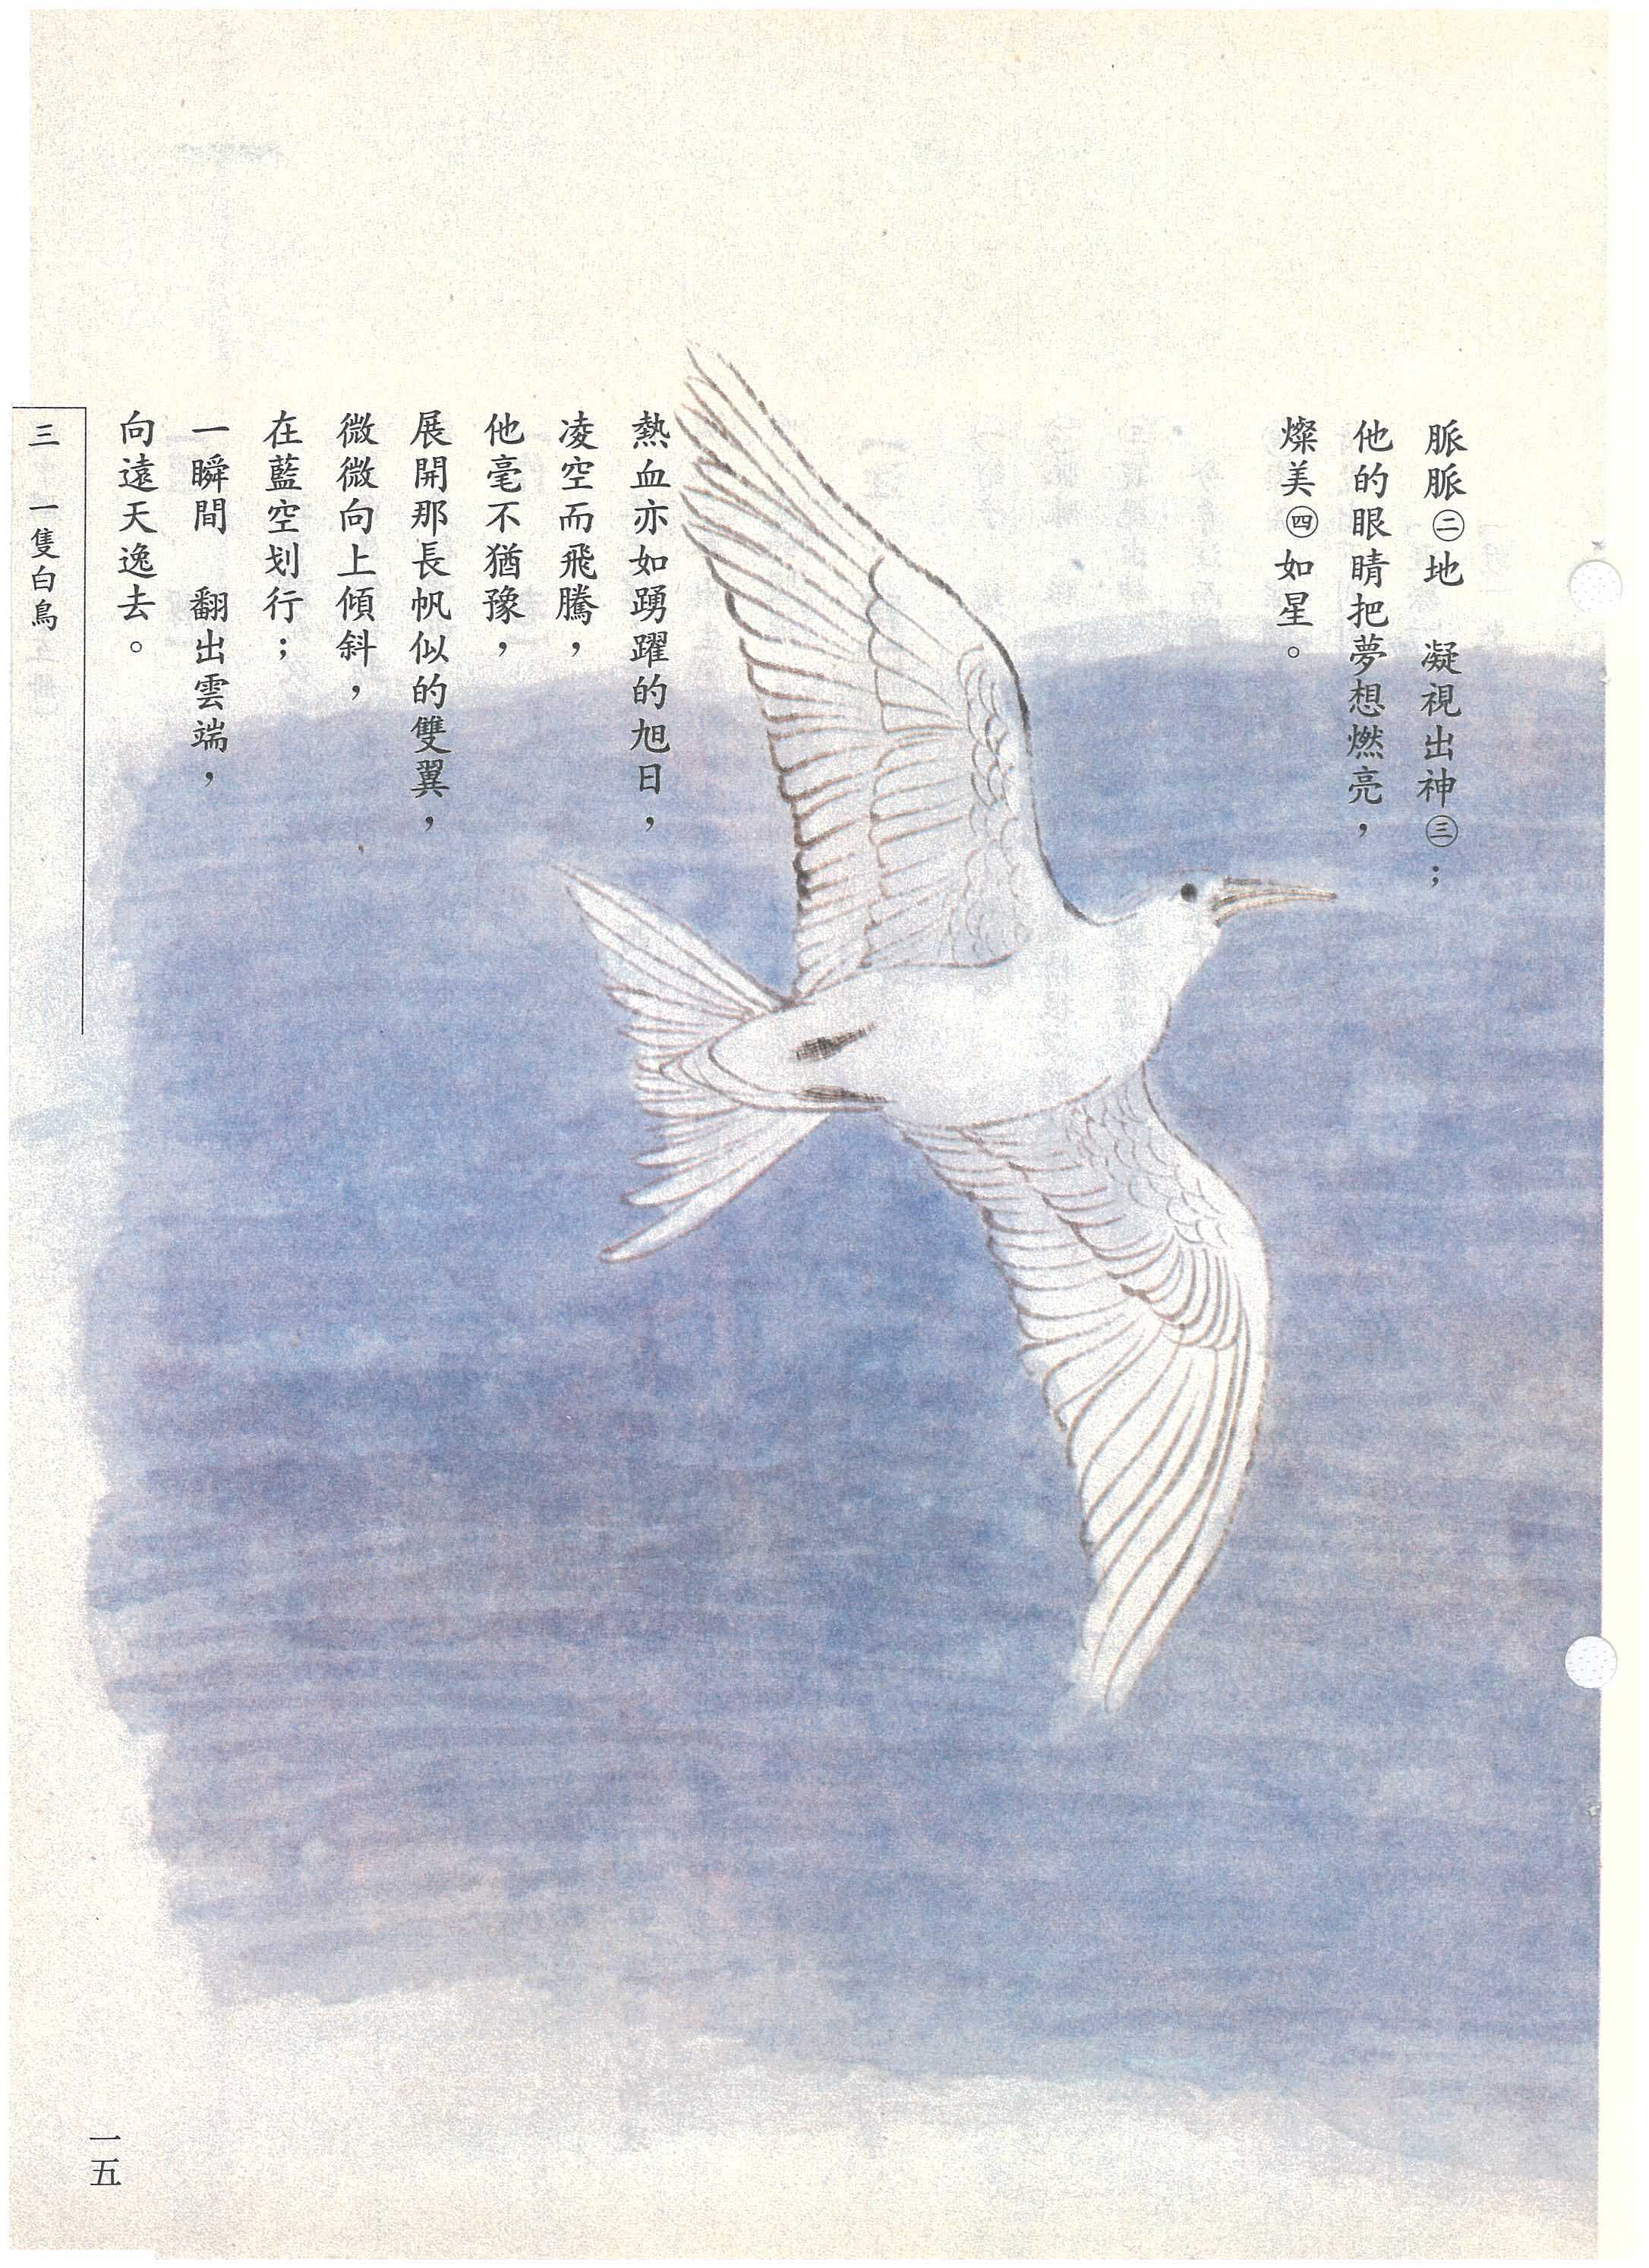 脈脈㊁地　凝視出神㊂；
他的眼睛把夢想燃亮，
燦美㊃如星。
熱血亦如踴躍的旭日，
凌空而飛騰，
他毫不猶豫，
展開那長帆似的雙翼，
微微向上傾斜，
在藍空划行；
一瞬間　翻出雲端，
向遠天逸去。
三　一隻白鳥
一五